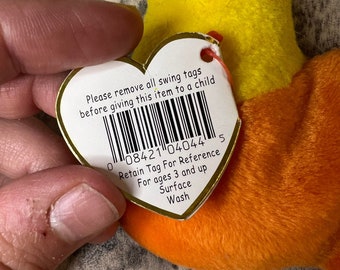 Please remove all swing tags
before giving this item to a child
0 08421 04044 5
Retain Tag For Reference
For ages 3 and up
Surface
Wash